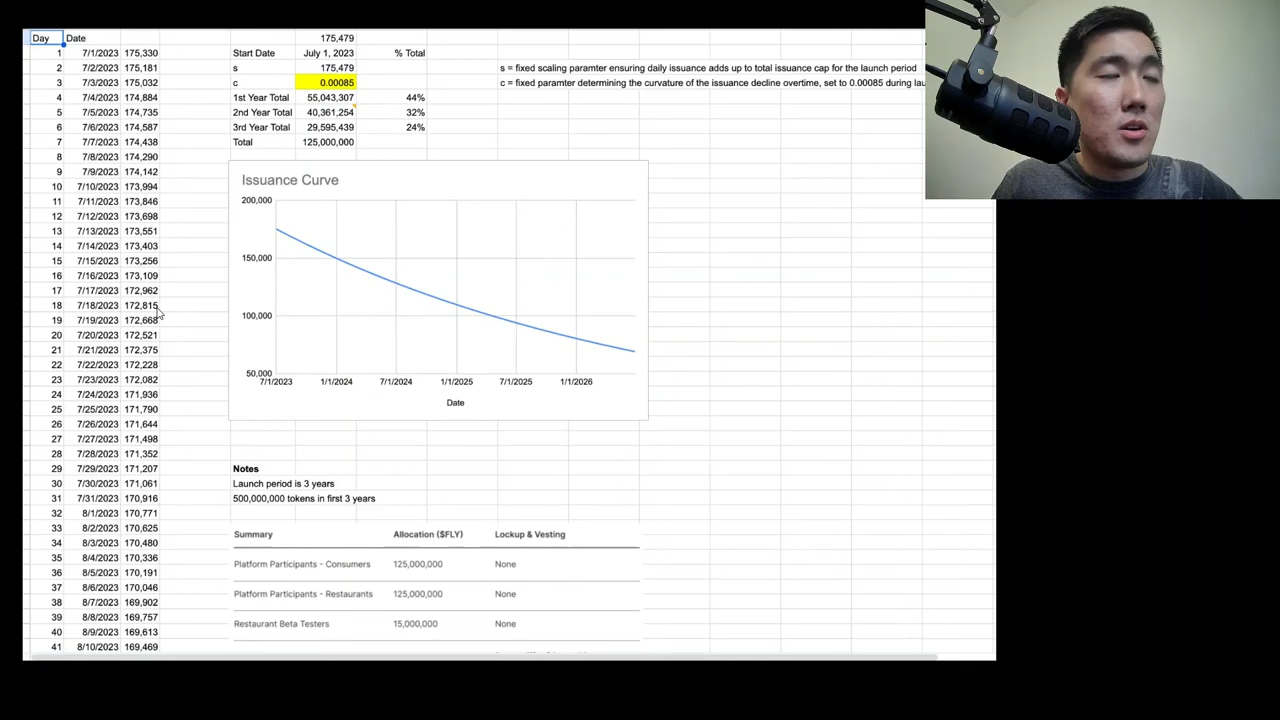 Day Date 175,479
1 7/1/2023 175,330 Start Date July 1, 2023 % Total
2 7/2/2023 175,181 s 175,479 s = fixed scaling paramter ensuring daily issuance adds up to total issuance cap for the launch period
3 7/3/2023 175,032 c 0.00085 c = fixed paramter determining the curvature of the issuance decline overtime, set to 0.00085 during
4 7/4/2023 174,884 1st Year Total 55,043,307 44%
5 7/5/2023 174,735 2nd Year Total 40,361,254 32%
6 7/6/2023 174,587 3rd Year Total 29,595,439 24%
7 7/7/2023 174,438 Total 125,000,000
8 7/8/2023 174,290
9 7/9/2023 174,142
10 7/10/2023 173,994
11 7/11/2023 173,846
12 7/12/2023 173,698
13 7/13/2023 173,551
14 7/14/2023 173,403
15 7/15/2023 173,256
16 7/16/2023 173,109
17 7/17/2023 172,962
18 7/18/2023 172,815
19 7/19/2023 172,668
20 7/20/2023 172,521
21 7/21/2023 172,375
22 7/22/2023 172,228
23 7/23/2023 172,082
24 7/24/2023 171,936
25 7/25/2023 171,790
26 7/26/2023 171,644
27 7/27/2023 171,498
28 7/28/2023 171,352
29 7/29/2023 171,207
30 7/30/2023 171,061
31 7/31/2023 170,916
32 8/1/2023 170,771
33 8/2/2023 170,625
34 8/3/2023 170,480
35 8/4/2023 170,336
36 8/5/2023 170,191
37 8/6/2023 170,046
38 8/7/2023 169,902
39 8/8/2023 169,757
40 8/9/2023 169,613
41 8/10/2023 169,469
Issuance Curve
200,000
150,000
100,000
50,000
7/1/2023 1/1/2024 7/1/2024 1/1/2025 7/1/2025 1/1/2026
Date
Notes
Launch period is 3 years
500,000,000 tokens in first 3 years
Summary Allocation ($FLY) Lockup & Vesting
Platform Participants - Consumers 125,000,000 None
Platform Participants - Restaurants 125,000,000 None
Restaurant Beta Testers 15,000,000 None